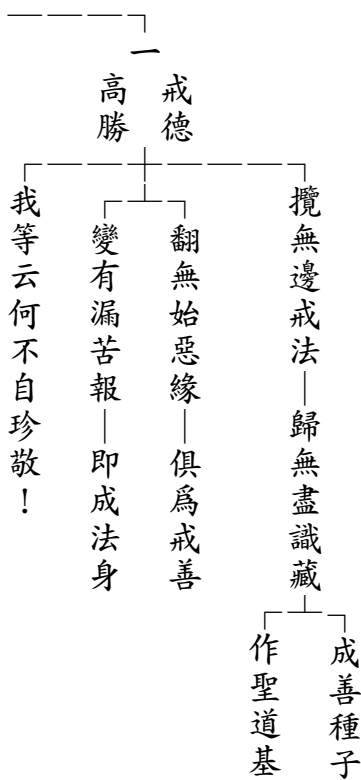 一
戒德
高勝
攬無邊戒法—歸無盡識藏
成善種子
作聖道基
翻無始惡緣—俱爲戒善
變有漏苦報—即成法身
我等云何不自珍敬！